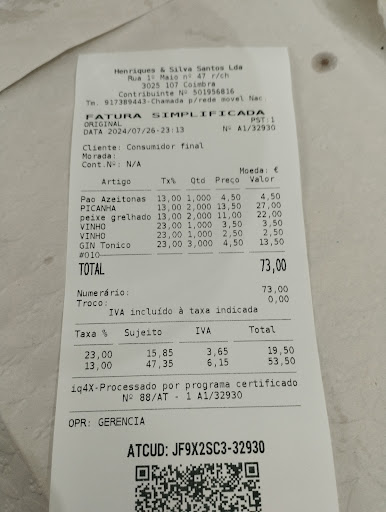 Henriques & Silva Santos Lda
Rua 1º Maio nº 47 r/ch
3025 107 Coimbra
Contribuinte Nº 501956816
Tm. 917389443-Chamada p/rede movel Nac
FATURA SIMPLIFICADA
ORIGINAL PST:1
DATA 2024/07/26-23:13 Nº A1/32930
Cliente: Consumidor final
Morada:
Cont.Nº: N/A
Moeda: €
Artigo Tx% Qtd Preço Valor
Pao Azeitonas 13,00 1,000 4,50 4,50
PICANHA 13,00 2,000 13,50 27,00
peixe grelhado 13,00 2,000 11,00 22,00
VINHO 23,00 1,000 3,50 3,50
VINHO 23,00 1,000 2,50 2,50
GIN Tonico 23,00 3,000 4,50 13,50
#010
TOTAL 73,00
Numerário: 73,00
Troco: 0,00
IVA incluído à taxa indicada
Taxa % Sujeito IVA Total
23,00 15,85 3,65 19,50
13,00 47,35 6,15 53,50
iq4X-Processado por programa certificado
Nº 88/AT - 1 A1/32930
OPR: GERENCIA
ATCUD: JF9X2SC3-32930